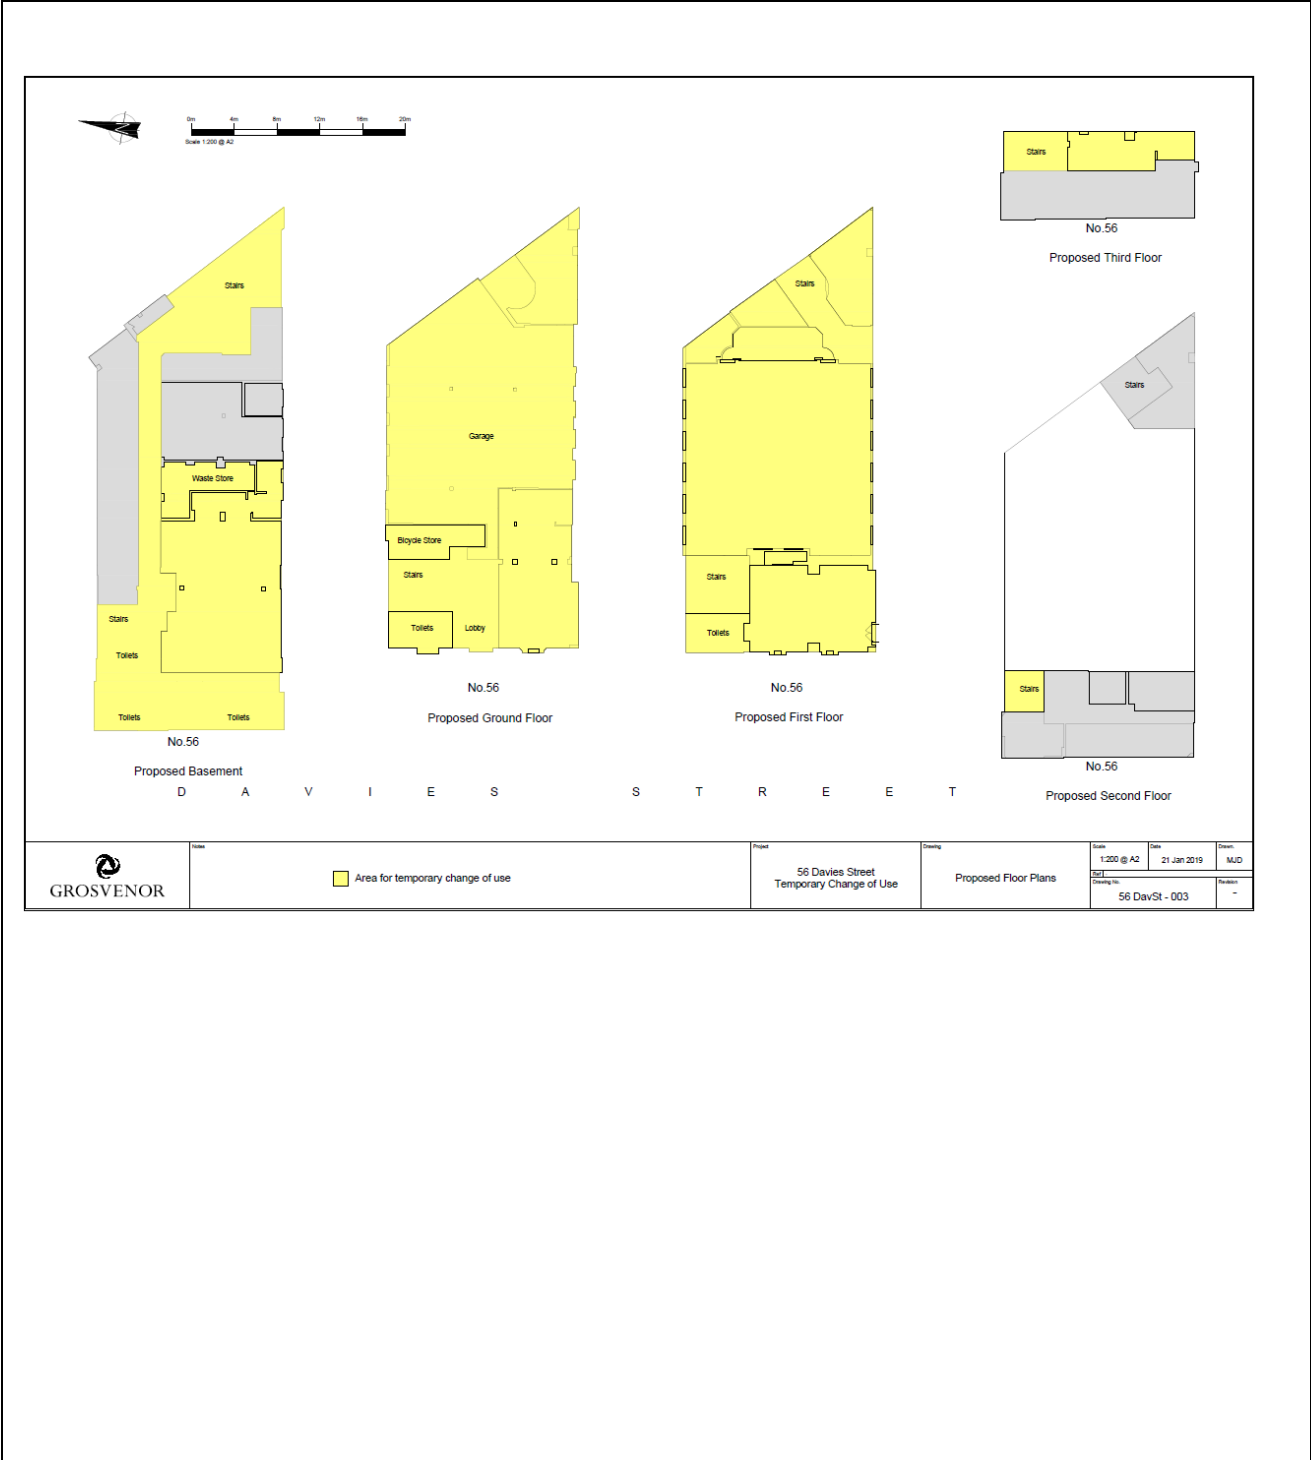 0m 4m 8m 12m 16m 20m
Scale 1:200 @ A2
Stairs
No.56
Proposed Third Floor
Stairs
Waste Store
Stairs
Toilets
Toilets Toilets
No.56
Proposed Basement
Garage
Bicycle Store
Stairs
Toilets Lobby
No.56
Proposed Ground Floor
Stairs
Stairs
Toilets
No.56
Proposed First Floor
Stairs
Stairs
No.56
Proposed Second Floor
D A V I E S S T R E E T
GROSVENOR
Notes
Area for temporary change of use
Project
56 Davies Street
Temporary Change of Use
Drawing
Proposed Floor Plans
Scale
1:200 @ A2
Date
21 Jan 2019
Drawn.
MJD
Ref -
Drawing No.
56 DavSt - 003
Revision
-